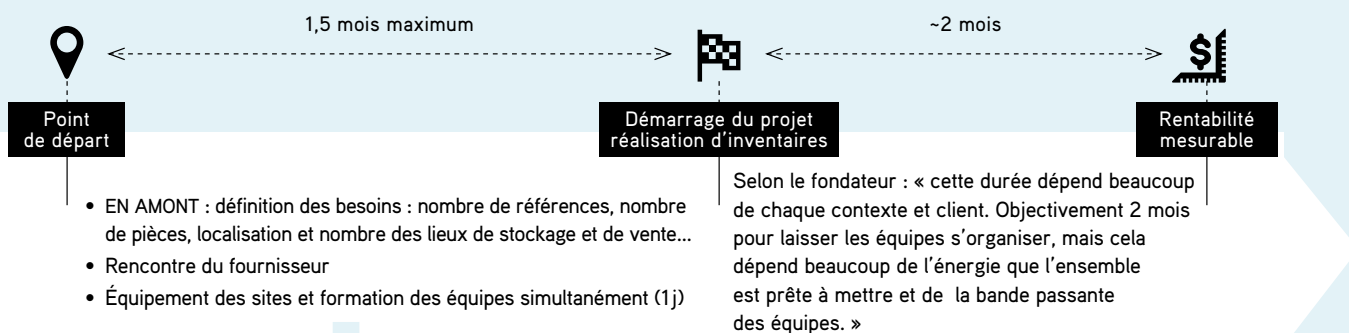 1,5 mois maximum
~2 mois
Point
de départ
Démarrage du projet
réalisation d’inventaires
Rentabilité
mesurable
• EN AMONT : définition des besoins : nombre de références, nombre
de pièces, localisation et nombre des lieux de stockage et de vente...
• Rencontre du fournisseur
• Équipement des sites et formation des équipes simultanément (1j)
Selon le fondateur : « cette durée dépend beaucoup
de chaque contexte et client. Objectivement 2 mois
pour laisser les équipes s’organiser, mais cela
dépend beaucoup de l’énergie que l’ensemble
est prête à mettre et de la bande passante
des équipes. »